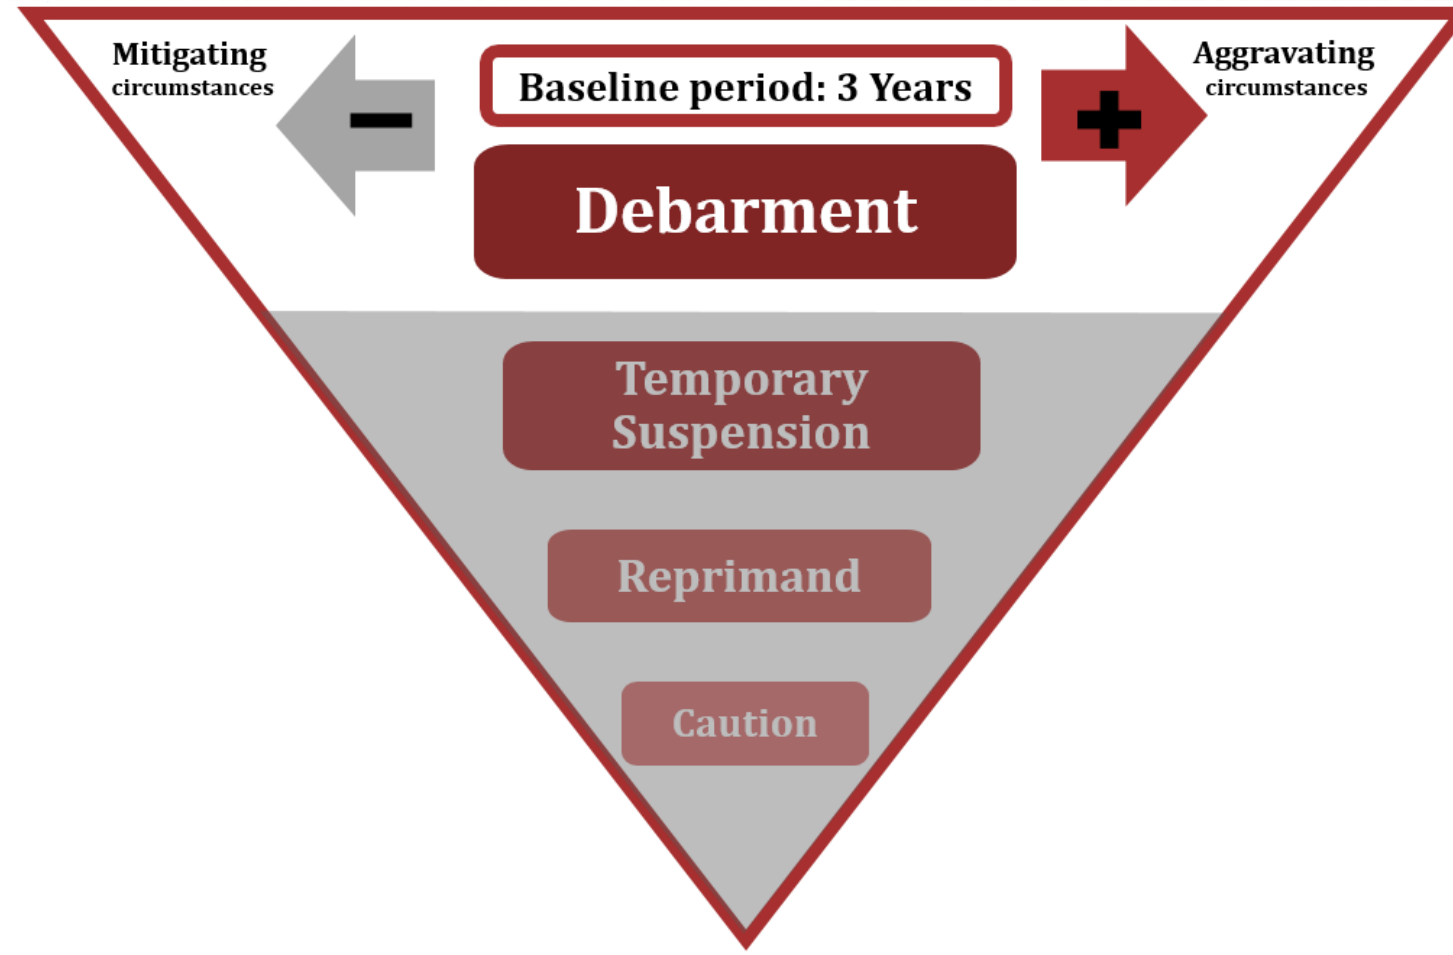 Mitigating
circumstances
Baseline period: 3 Years
Aggravating
circumstances
Debarment
Temporary
Suspension
Reprimand
Caution